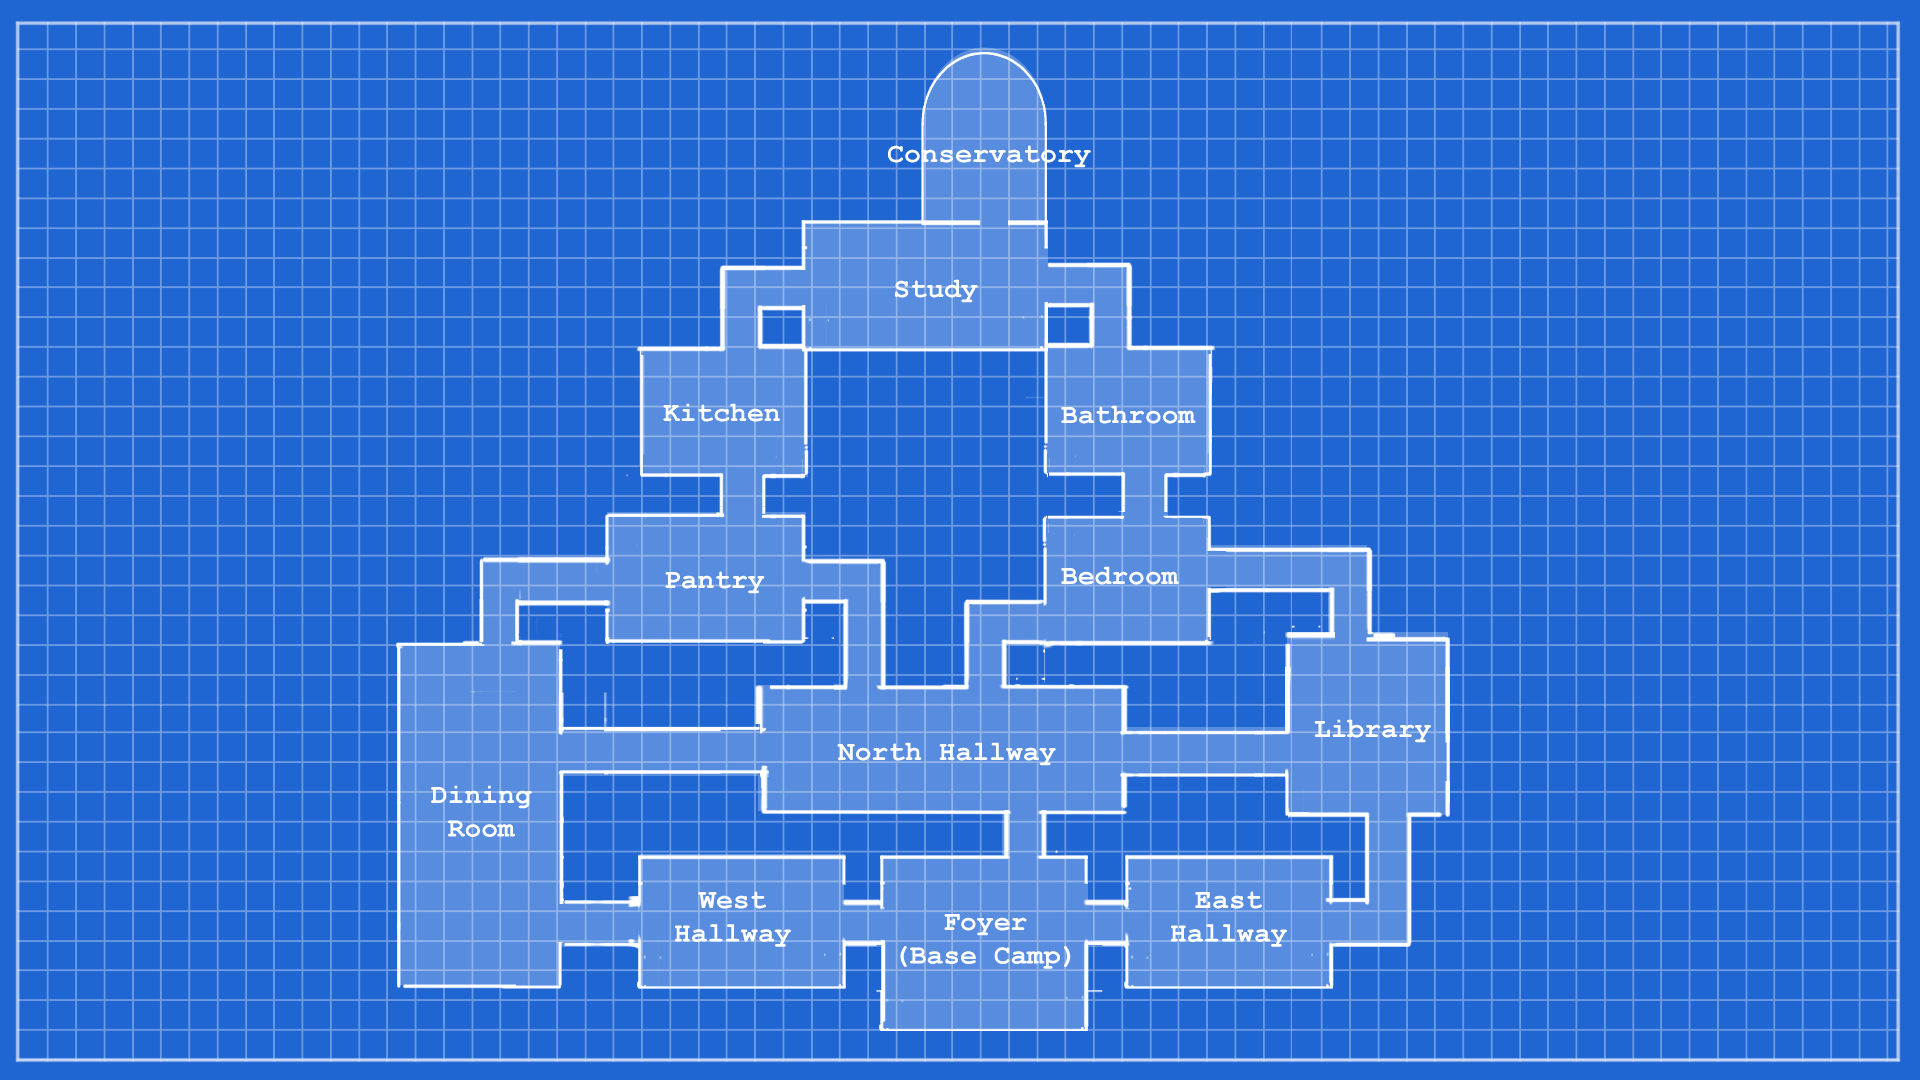 Conservatory
Study
Kitchen
Bathroom
Pantry
Bedroom
Library
North Hallway
Dining
Room
West
Hallway
Foyer
(Base Camp)
East
Hallway